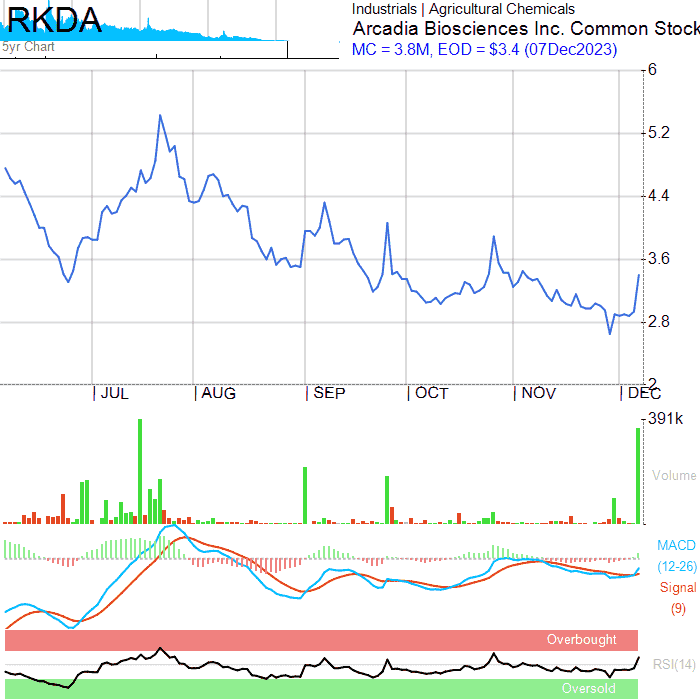 RKDA
5yr Chart
Industrials | Agricultural Chemicals
Arcadia Biosciences Inc. Common Stock
MC = 3.8M, EOD = $3.4 (07Dec2023)
6
5.2
4.4
3.6
2.8
2
JUL AUG SEP OCT NOV DEC
391k
Volume
MACD
(12-26)
Signal
(9)
Overbought
RSI(14)
Oversold